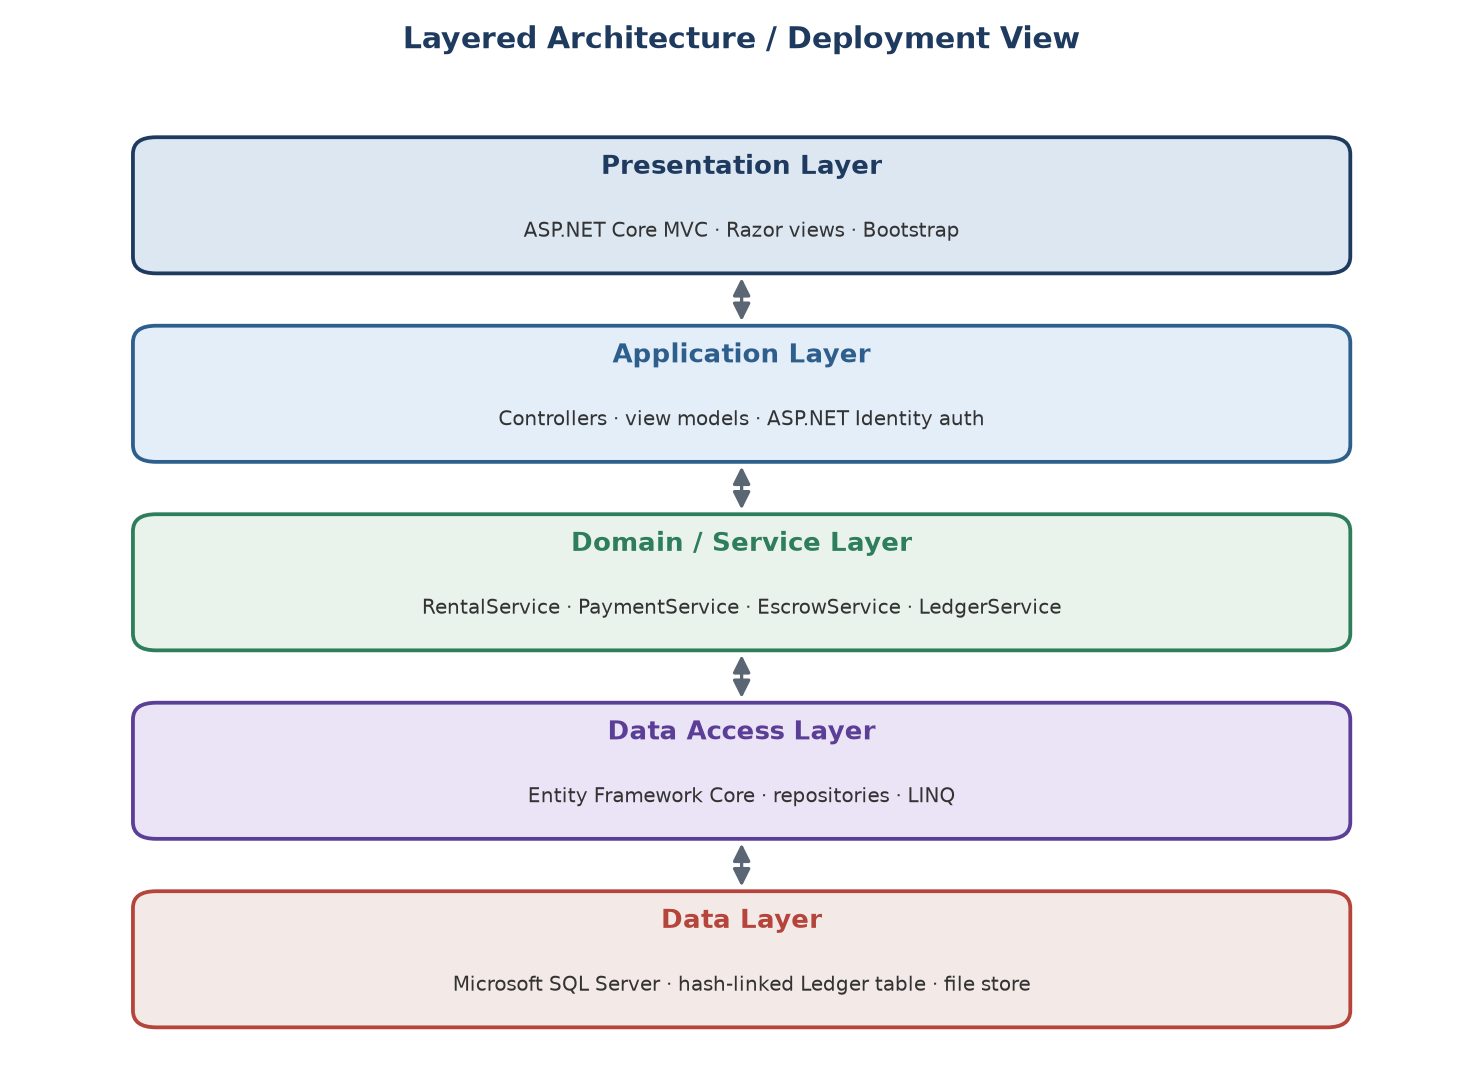 Layered Architecture / Deployment View
Presentation Layer
ASP.NET Core MVC · Razor views · Bootstrap
Application Layer
Controllers · view models · ASP.NET Identity auth
Domain / Service Layer
RentalService · PaymentService · EscrowService · LedgerService
Data Access Layer
Entity Framework Core · repositories · LINQ
Data Layer
Microsoft SQL Server · hash-linked Ledger table · file store